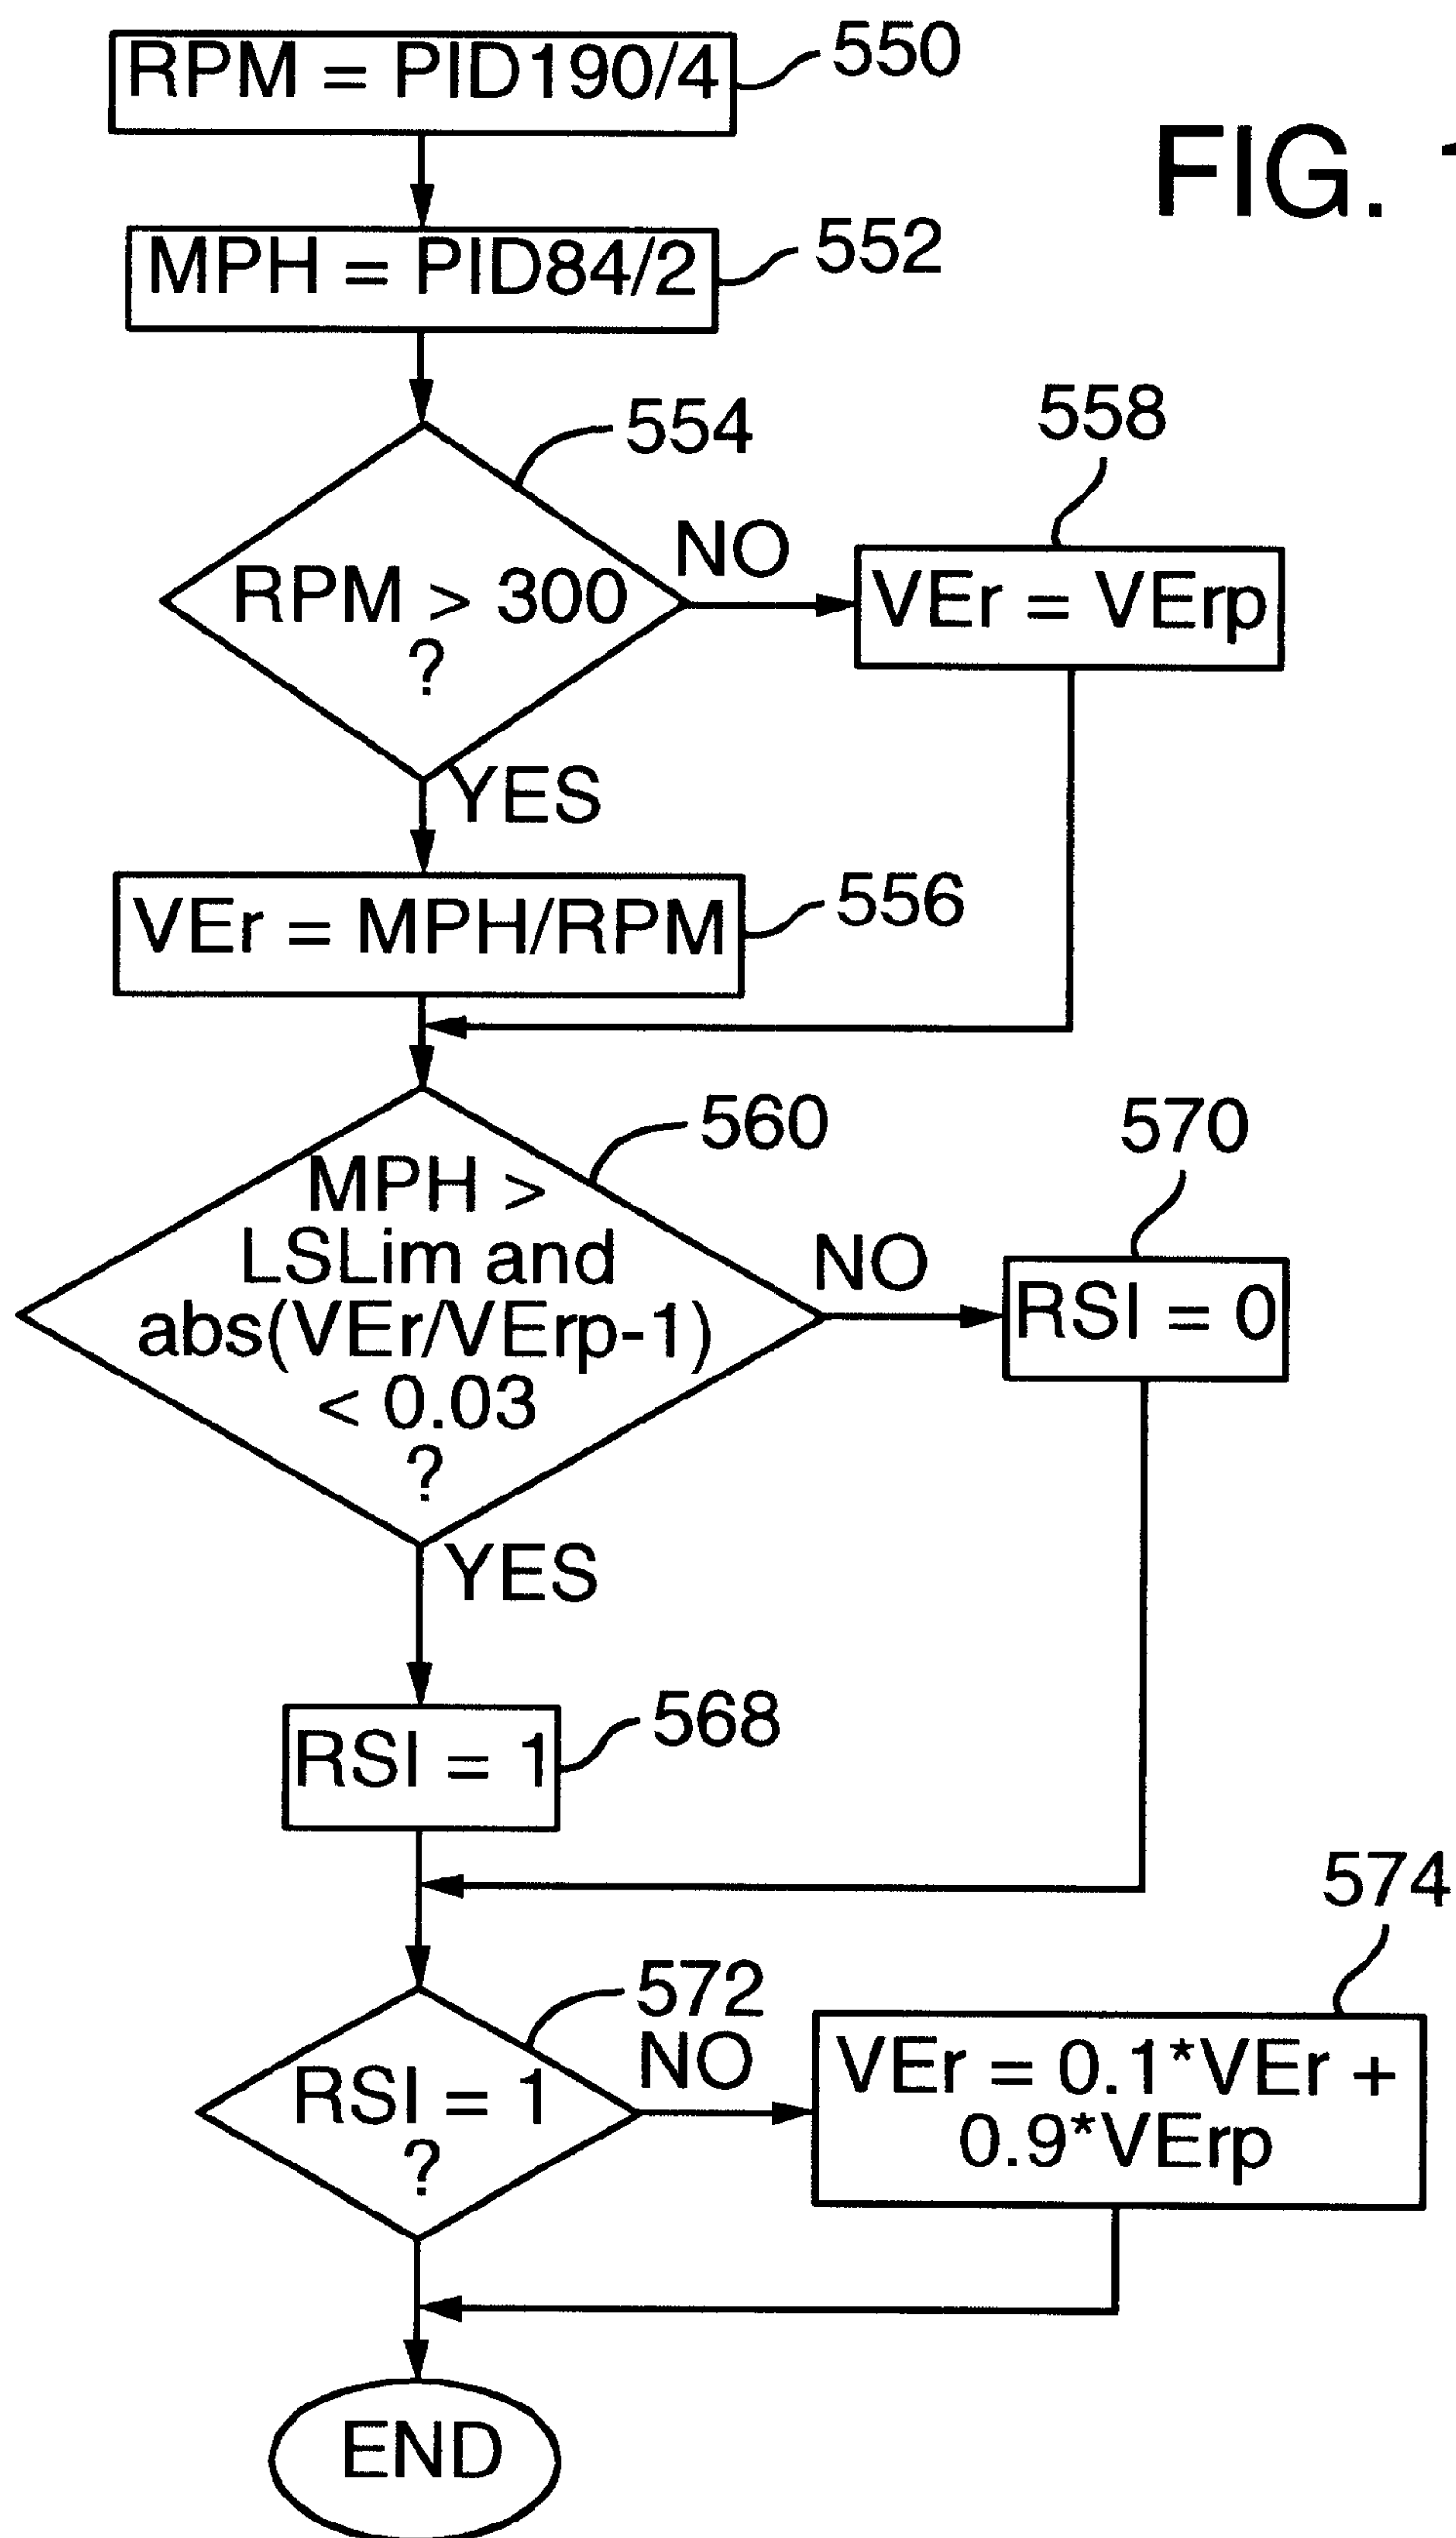 RPM = PID190/4
550
FIG.
MPH = PID84/2
552
554
558
RPM > 300
?
NO
VEr = VErp
YES
VEr = MPH/RPM
556
560
570
MPH >
LSLim and
abs(VEr/VErp-1)
< 0.03
?
NO
RSI = 0
YES
RSI = 1
568
574
572
RSI = 1
?
NO
VEr = 0.1*VEr +
0.9*VErp
END